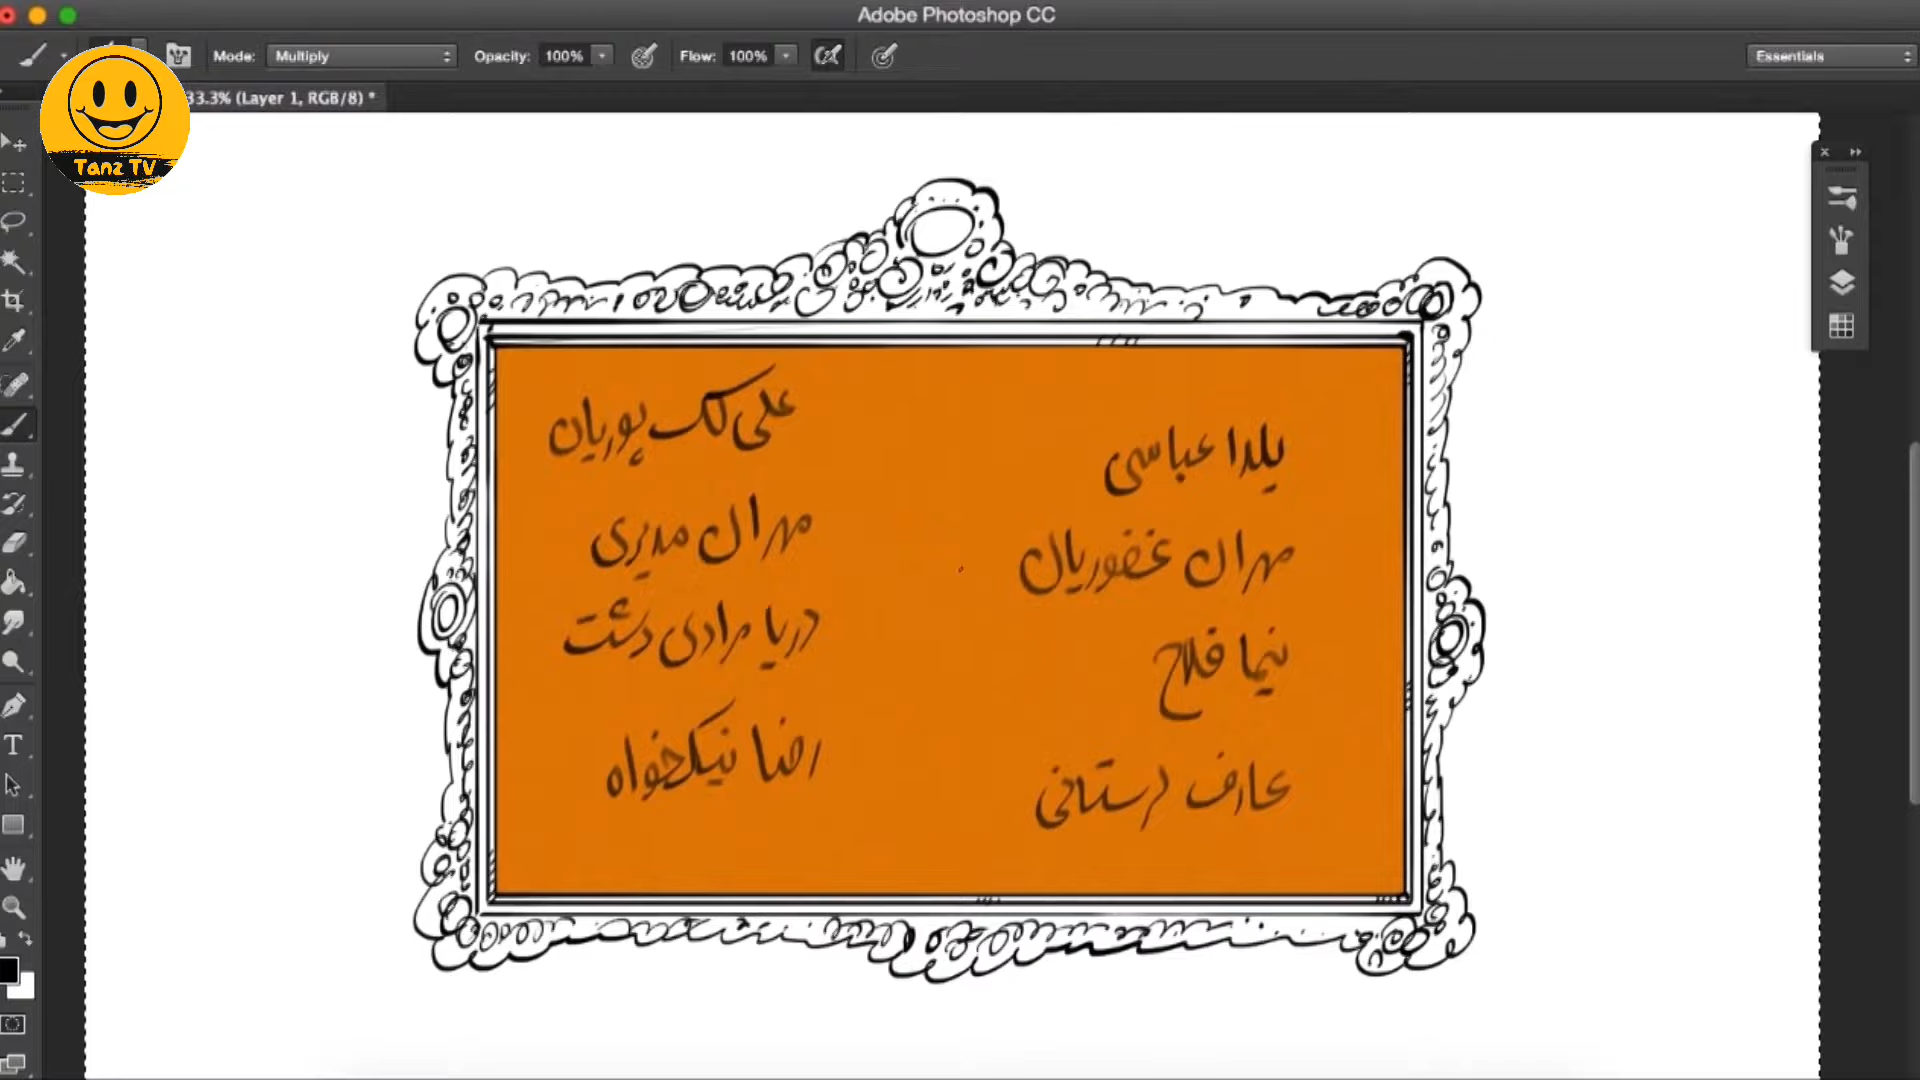 Adobe Photoshop CC
Mode: Multiply Opacity: 100% Flow: 100% Essentials
33.3% (Layer 1, RGB/8) *
Tanz TV
یلدا عباسی
مهران غفوریان
نیما فلاح
عارف لرستانی
علی لک پوریان
مهران مدیری
دریا مرادی دشت
رضا نیکخواه